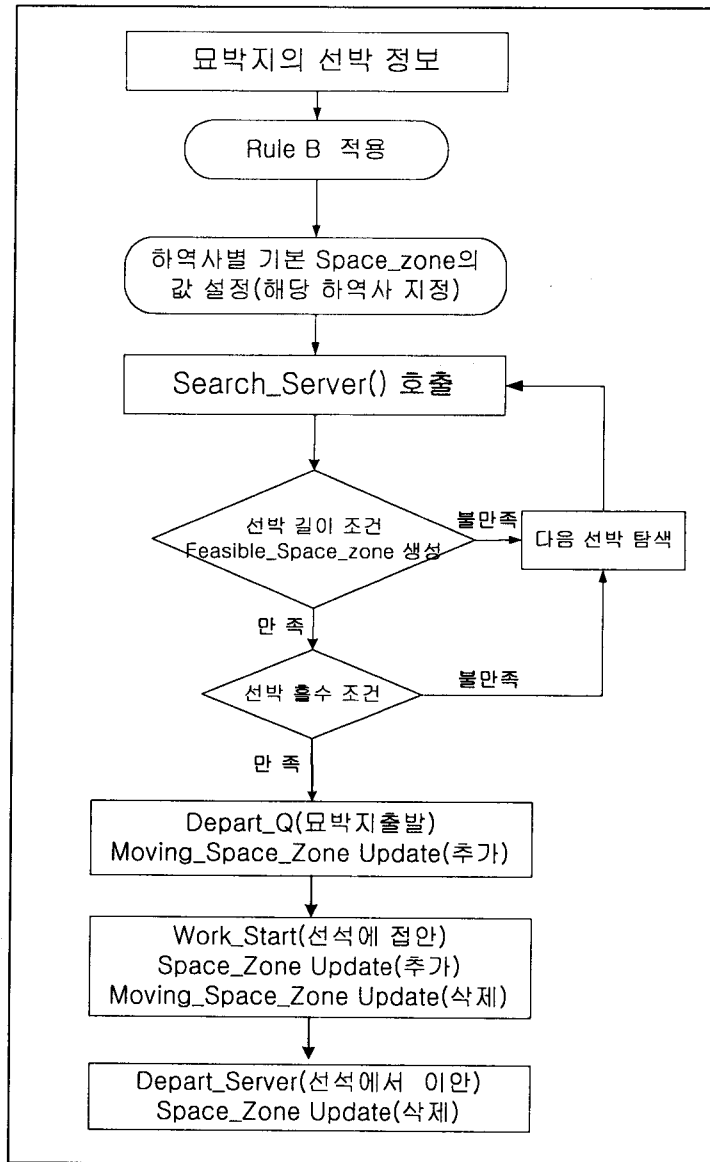 묘박지의 선박 정보
Rule B 적용
하역사별 기본 Space_zone의
값 설정(해당 하역사 지정)
Search_Server() 호출
선박 길이 조건
Feasible_Space_zone 생성
불만족
다음 선박 탐색
만 족
선박 흘수 조건
불만족
만 족
Depart_Q(묘박지출발)
Moving_Space_Zone Update(추가)
Work_Start(선석에 접안)
Space_Zone Update(추가)
Moving_Space_Zone Update(삭제)
Depart_Server(선석에서 이안)
Space_Zone Update(삭제)